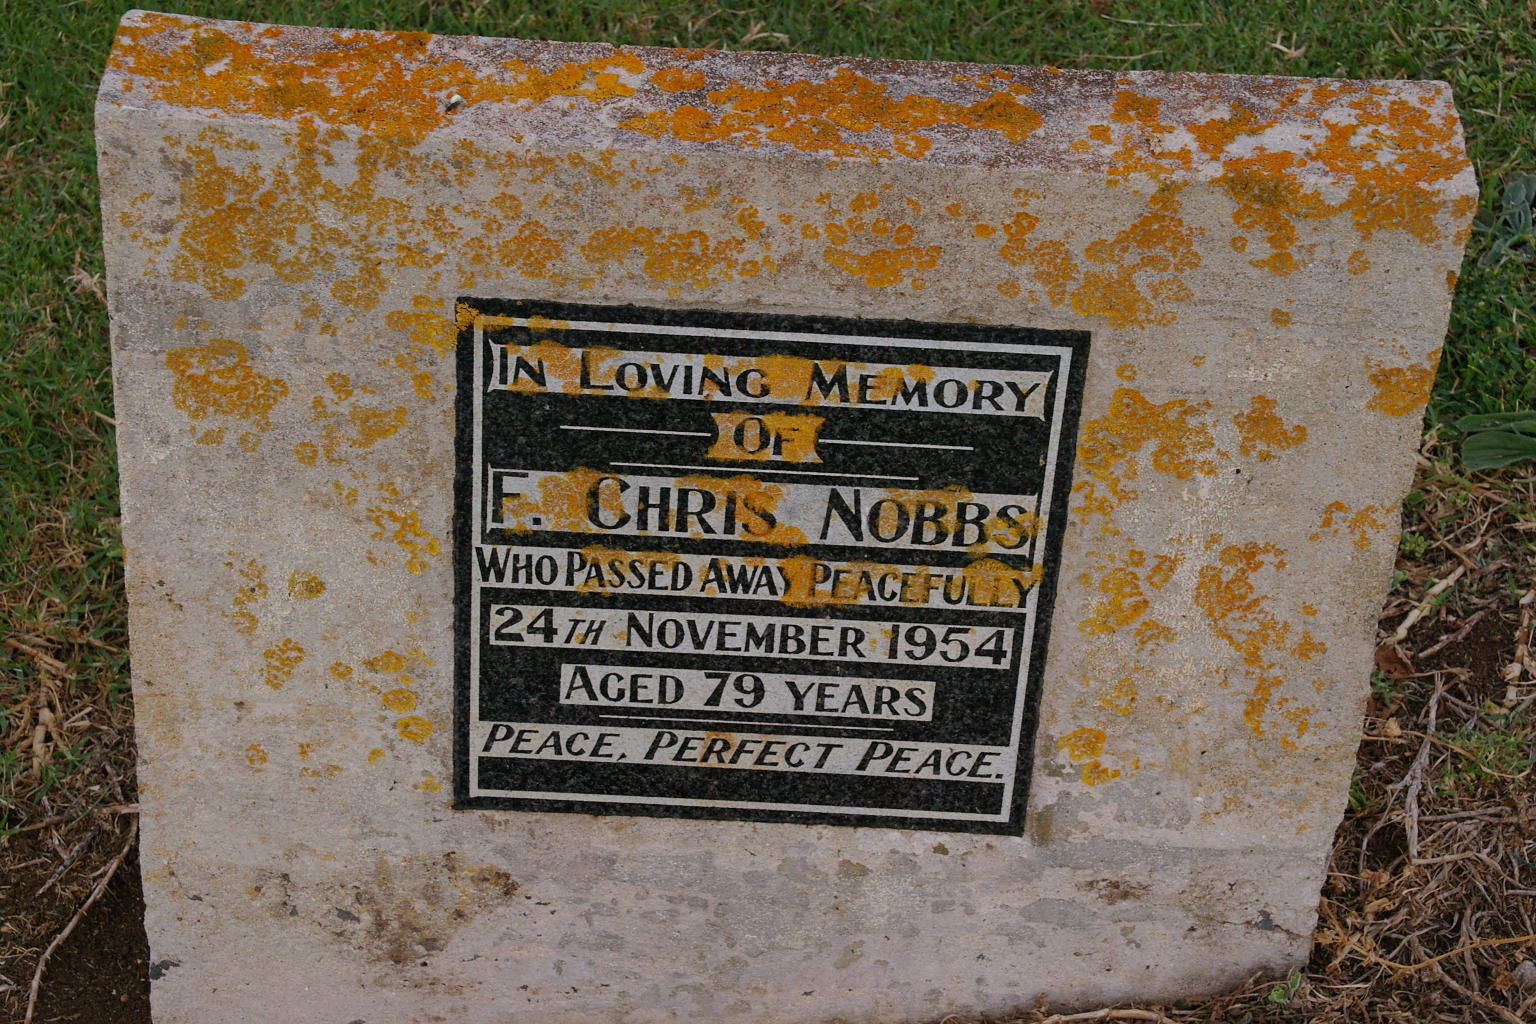 IN LOVING MEMORY
OF
F. CHRIS NOBBS
WHO PASSED AWAY PEACEFULLY
24TH NOVEMBER 1954
AGED 79 YEARS
PEACE, PERFECT PEACE.